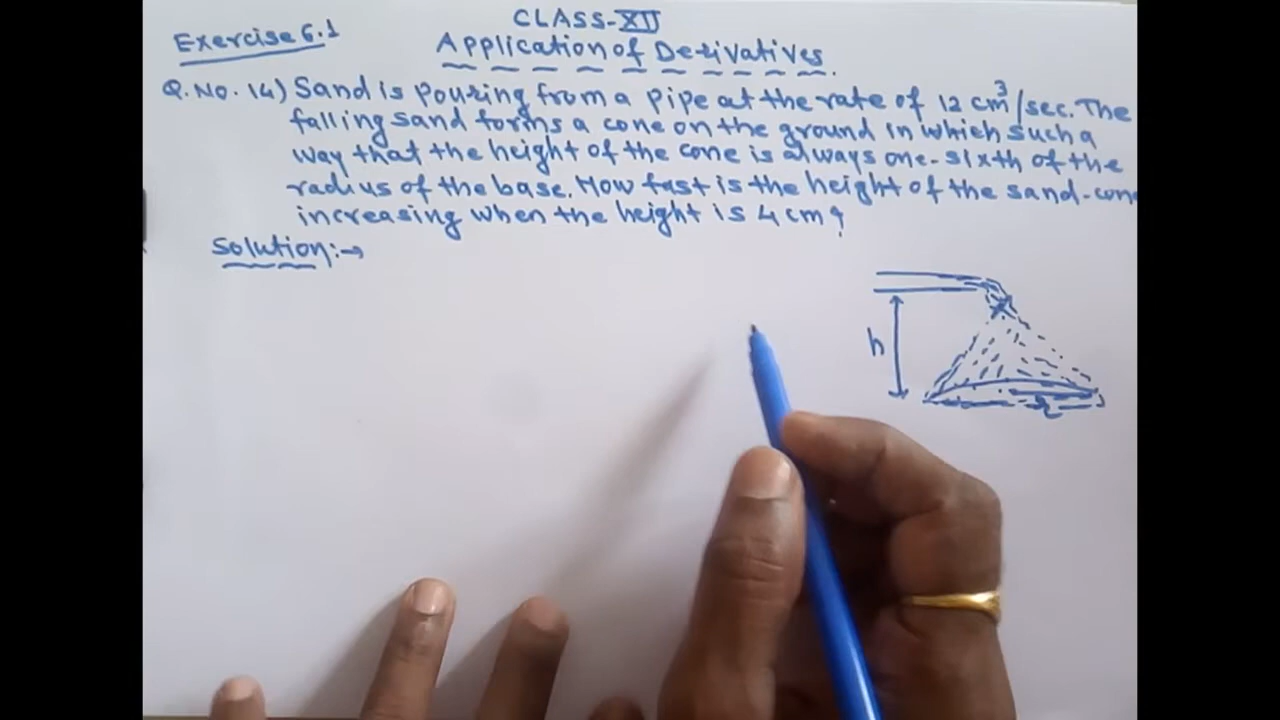 CLASS-XII
Exercise 6.1
Application of Derivatives
Q.No. 14) Sand is pouring from a pipe at the rate of 12 cm³/sec. The
falling sand forms a cone on the ground in which such a
way that the height of the cone is always one-sixth of the
radius of the base. How fast is the height of the sand-cone
increasing when the height is 4 cm?
Solution:→
h
r